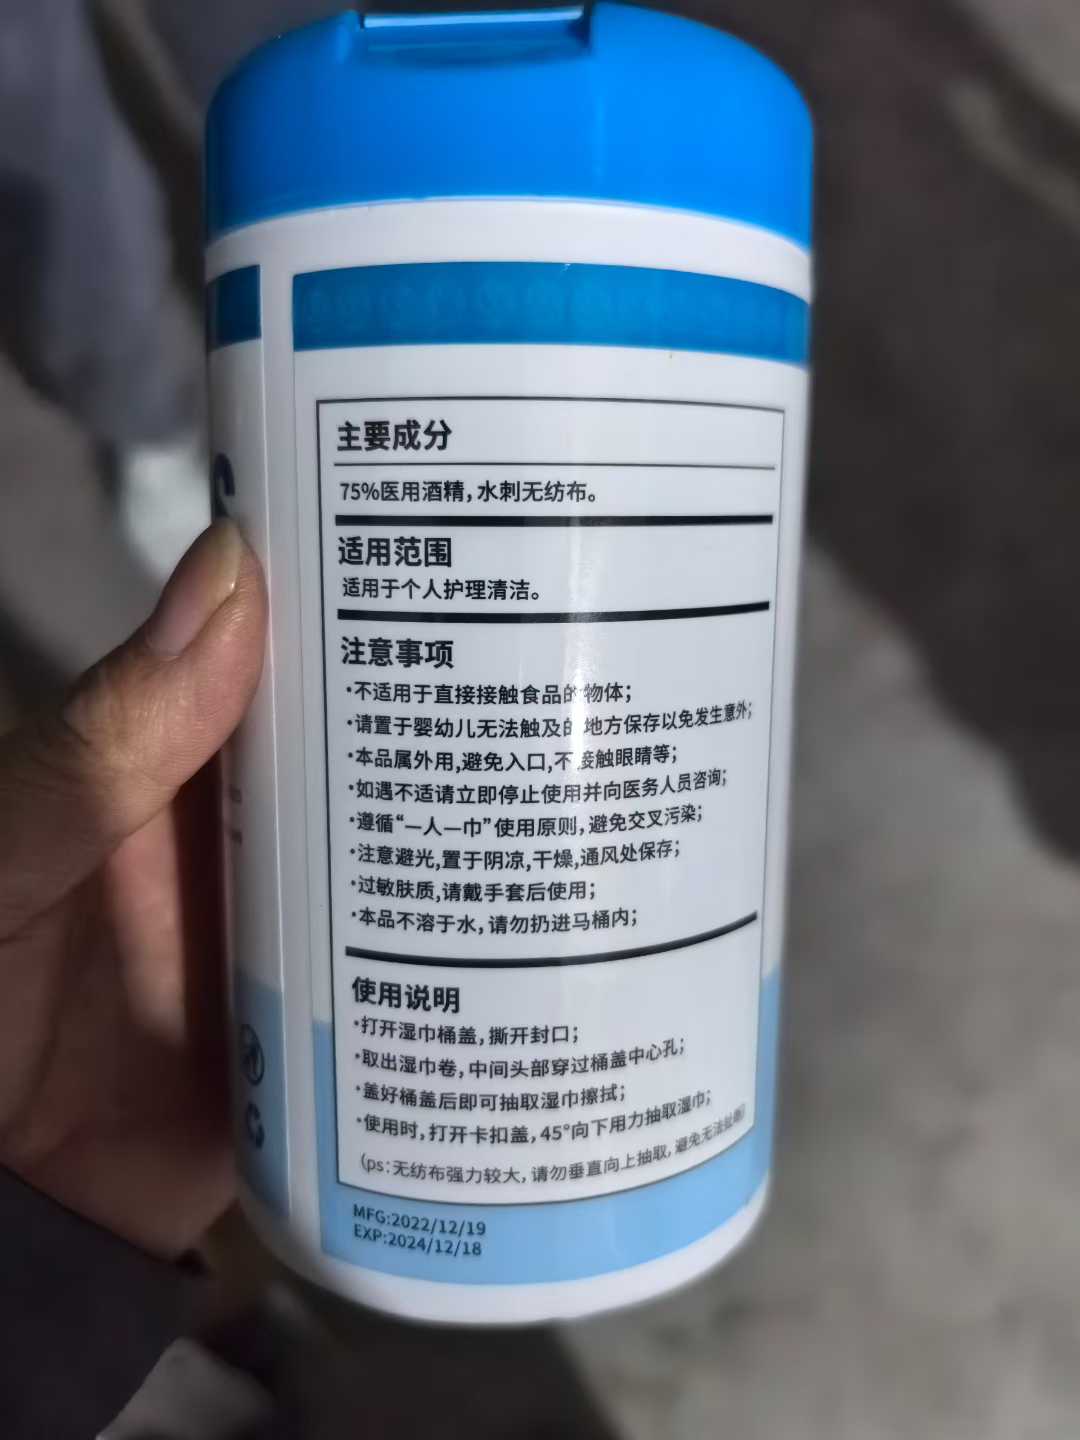 主要成分
75%医用酒精，水刺无纺布。
适用范围
适用于个人护理清洁。
注意事项
·不适用于直接接触食品的物体；
·请置于婴幼儿无法触及的地方保存以免发生意外；
·本品属外用，避免入口，不接触眼睛等；
·如遇不适请立即停止使用并向医务人员咨询；
·遵循“一人一巾”使用原则，避免交叉污染；
·注意避光，置于阴凉，干燥，通风处保存；
·过敏肤质，请戴手套后使用；
·本品不溶于水，请勿扔进马桶内；
使用说明
·打开湿巾桶盖，撕开封口；
·取出湿巾卷，中间头部穿过桶盖中心孔；
·盖好桶盖后即可抽取湿巾擦拭；
·使用时，打开卡扣盖，45°向下用力抽取湿巾；
(ps：无纺布强力较大，请勿垂直向上抽取，避免无法
MFG:2022/12/19
EXP:2024/12/18